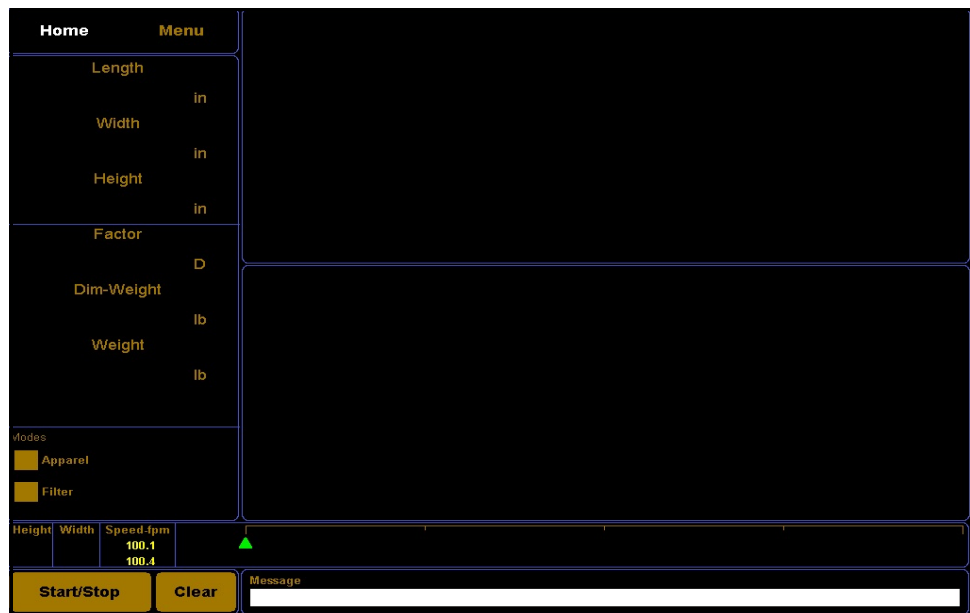 Home Menu
Length
in
Width
in
Height
in
Factor
D
Dim-Weight
lb
Weight
lb
Modes
Apparel
Filter
Height Width Speed-fpm
100.1
100.4
Start/Stop Clear
Message